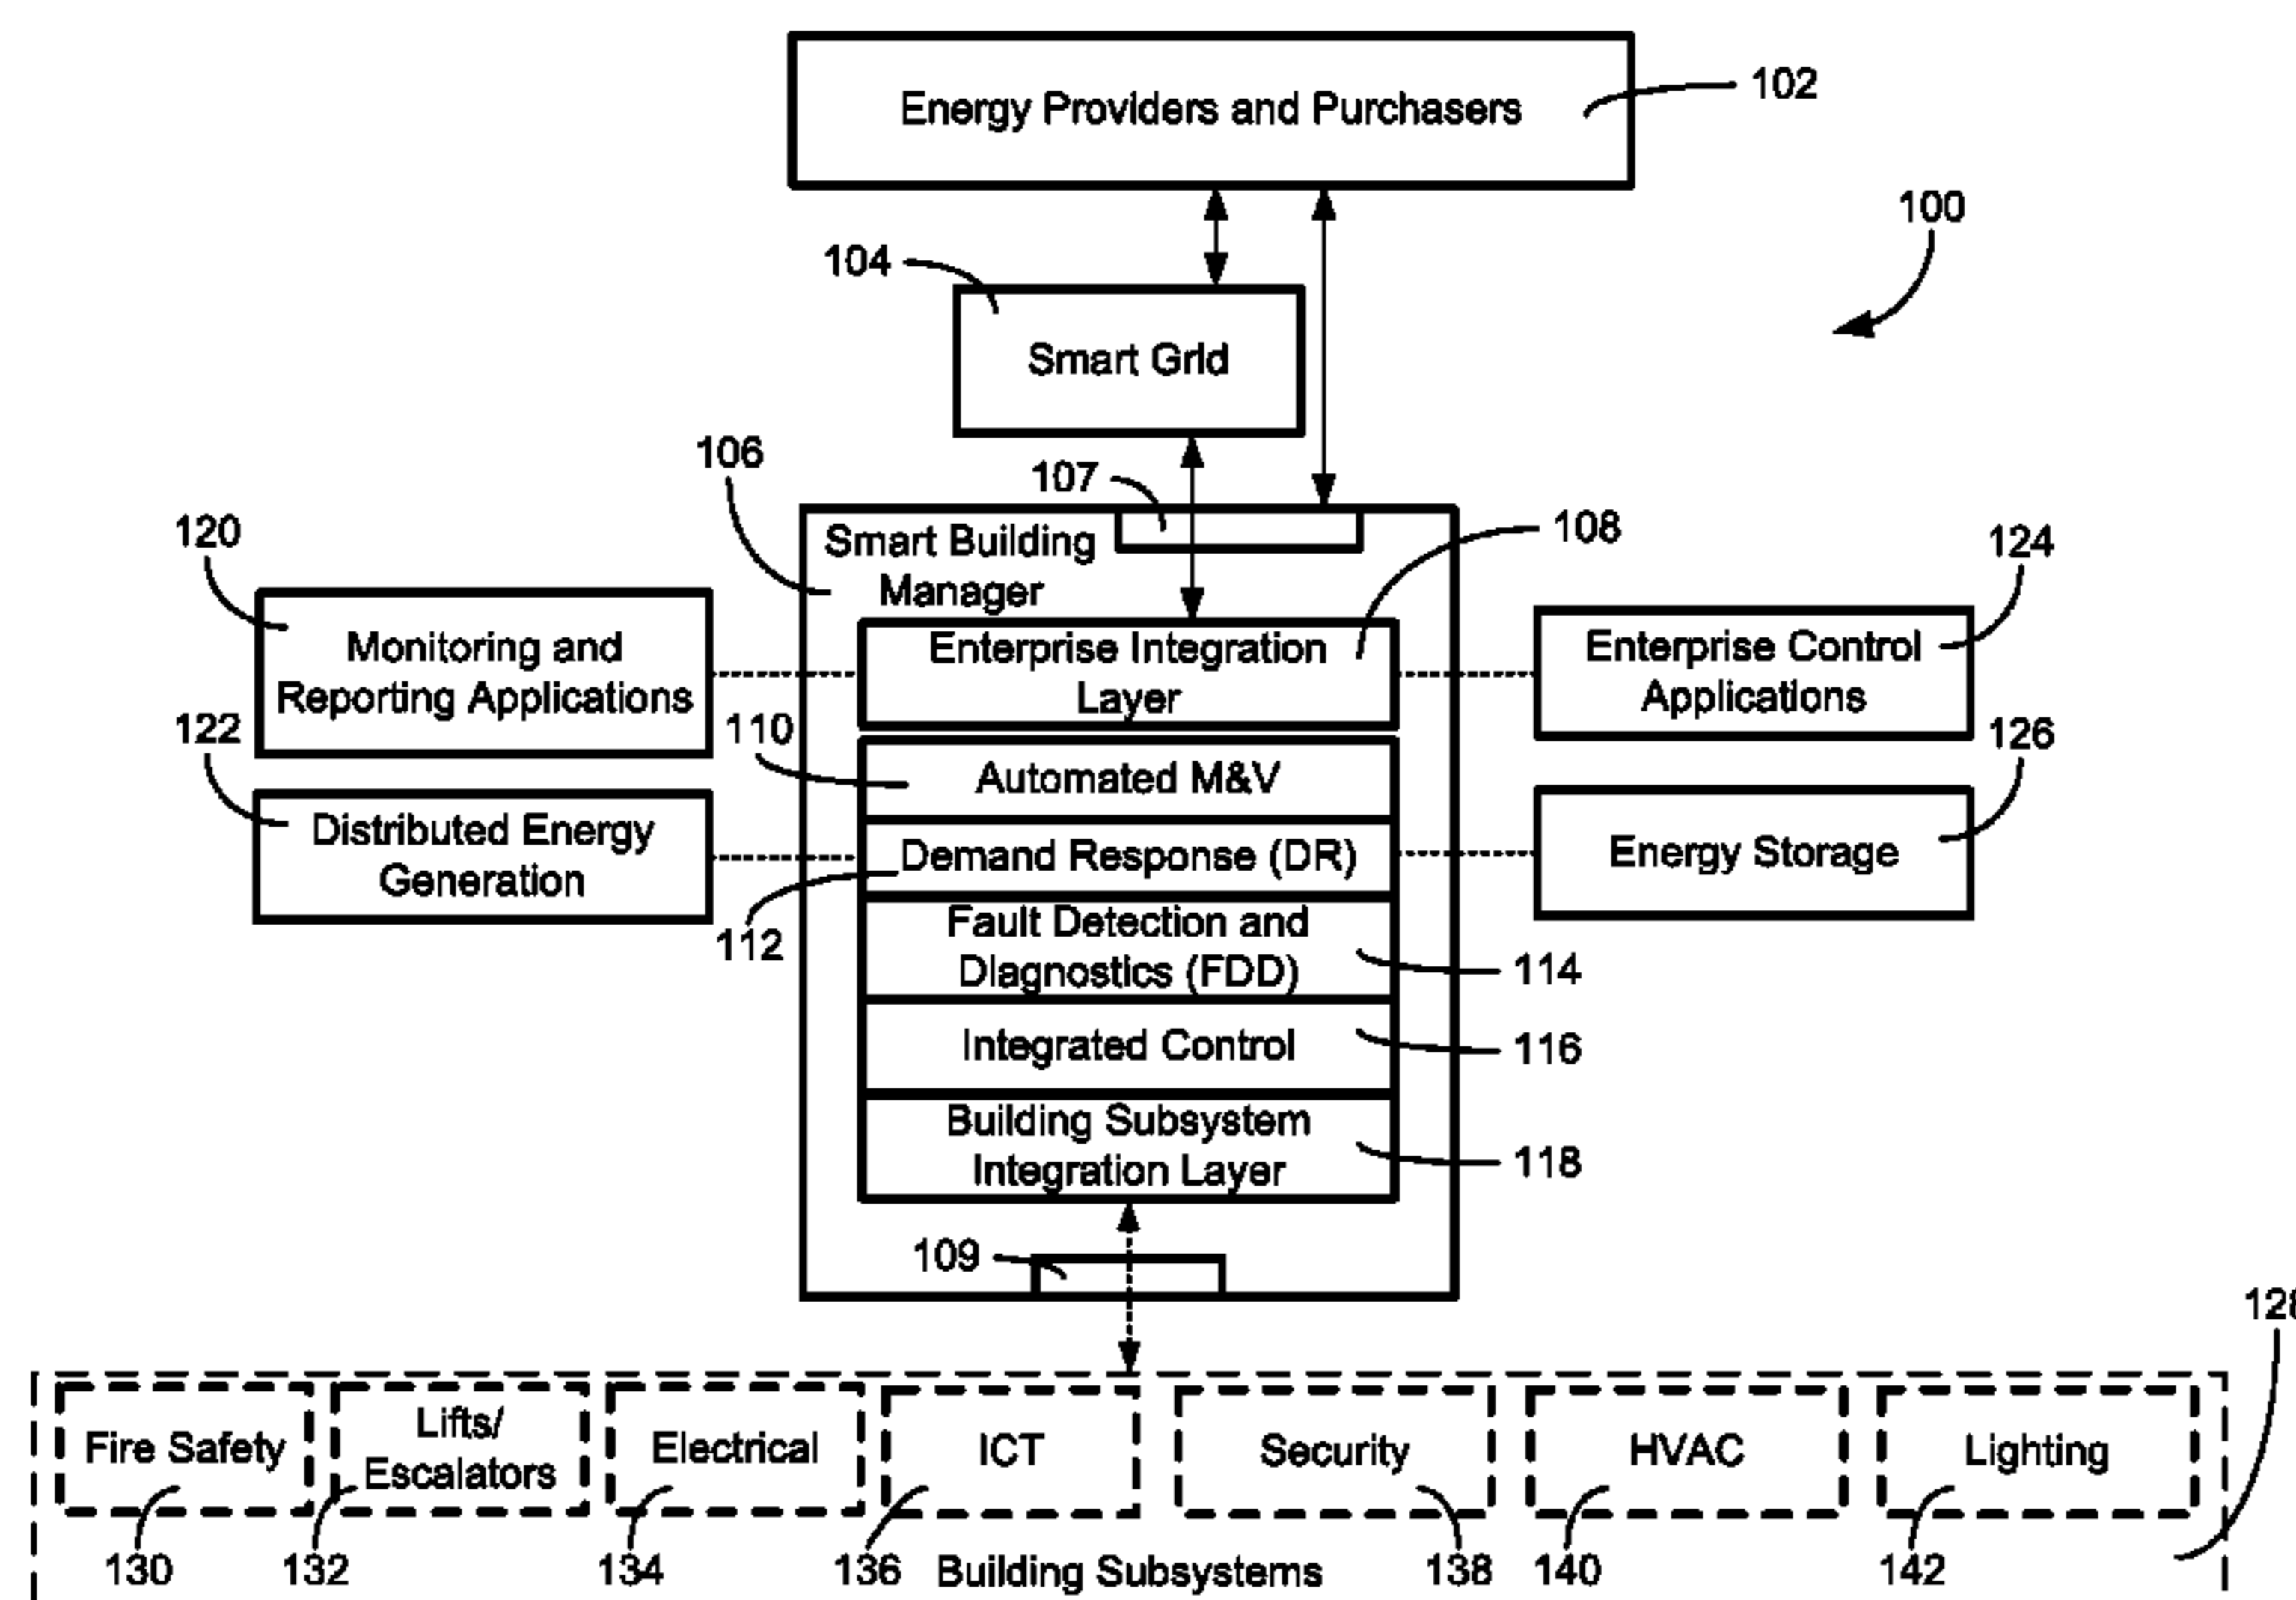 Energy Providers and Purchasers
102
100
104
Smart Grid
106
107
Smart Building
Manager
108
120
124
Monitoring and
Reporting Applications
Enterprise Integration
Layer
Enterprise Control
Applications
122
110
126
Automated M&V
Distributed Energy
Generation
Demand Response (DR)
Energy Storage
112
Fault Detection and
Diagnostics (FDD)
114
Integrated Control
116
Building Subsystem
Integration Layer
118
109
128
Fire Safety
Lifts/
Escalators
Electrical
ICT
Security
HVAC
Lighting
130
132
134
136
Building Subsystems
138
140
142